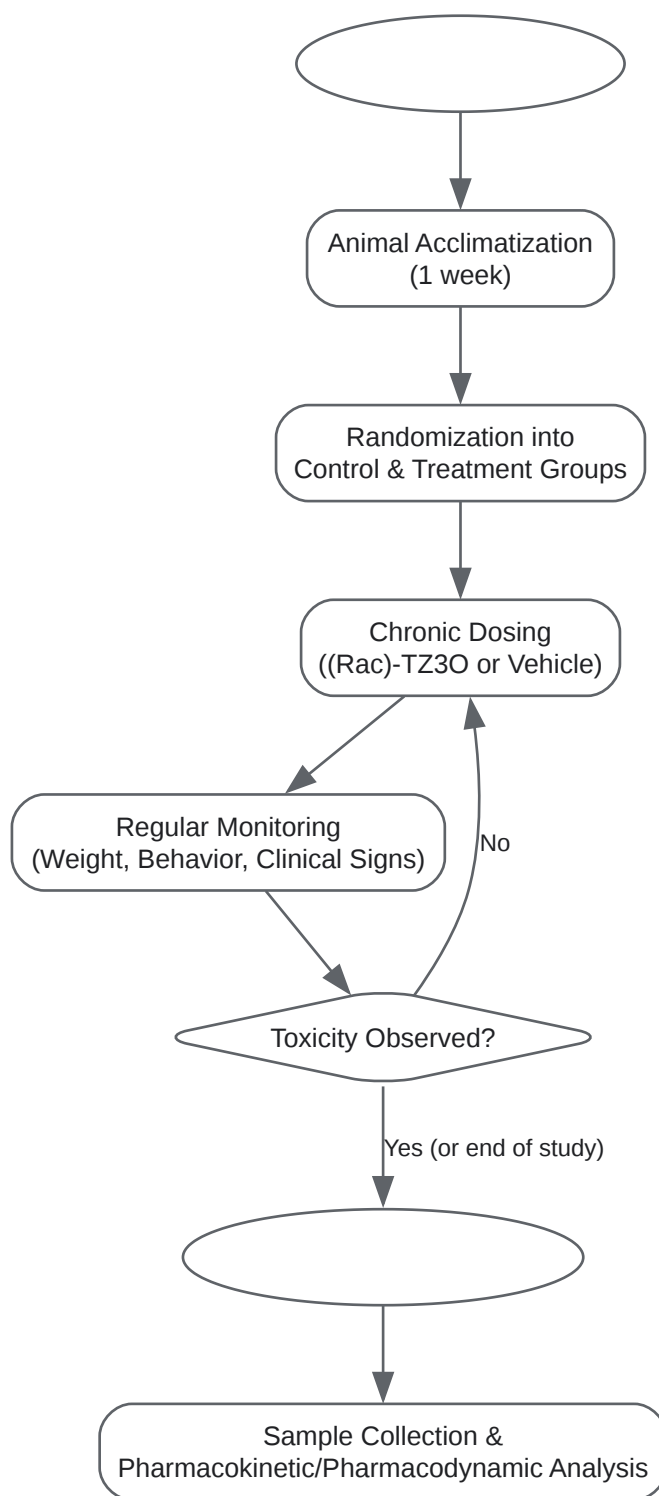 Animal Acclimatization
(1 week)
Randomization into
Control & Treatment Groups
Chronic Dosing
((Rac)-TZ3O or Vehicle)
Regular Monitoring
(Weight, Behavior, Clinical Signs)
No
Toxicity Observed?
Yes (or end of study)
Sample Collection &
Pharmacokinetic/Pharmacodynamic Analysis